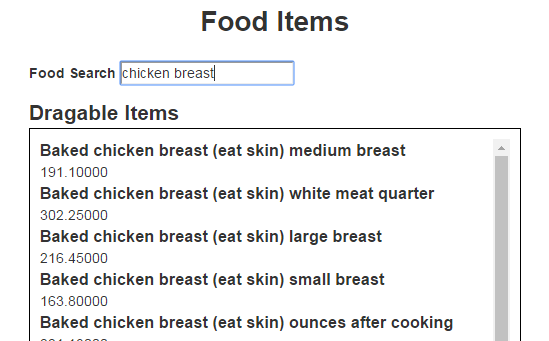 Food Items
Food Search chicken breast
Dragable Items
Baked chicken breast (eat skin) medium breast
191.10000
Baked chicken breast (eat skin) white meat quarter
302.25000
Baked chicken breast (eat skin) large breast
216.45000
Baked chicken breast (eat skin) small breast
163.80000
Baked chicken breast (eat skin) ounces after cooking